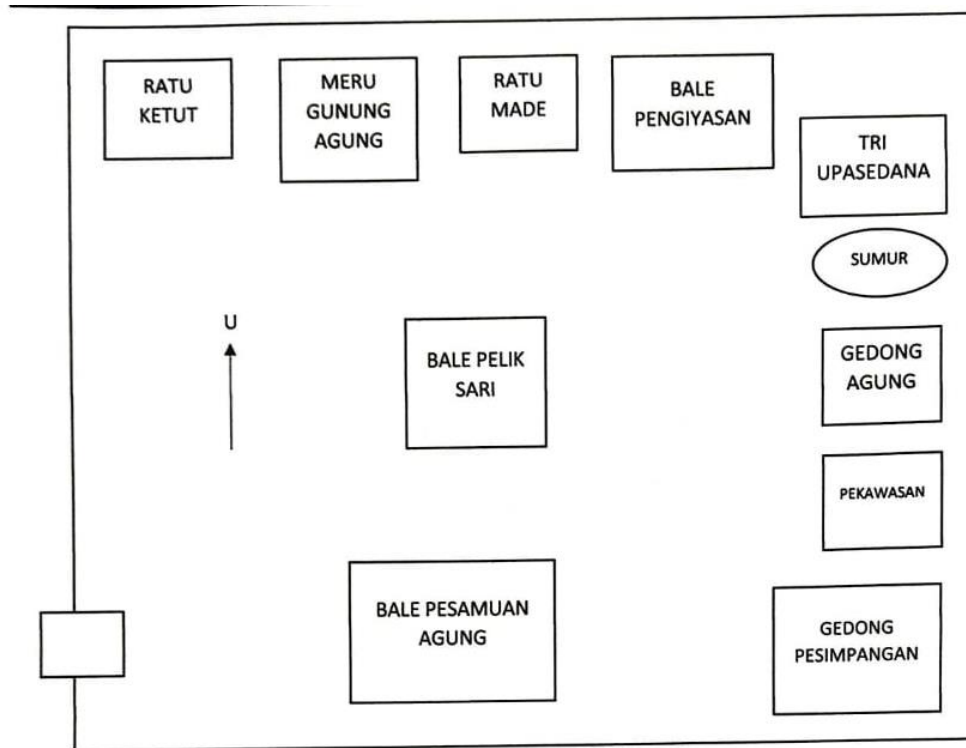 RATU
KETUT
MERU
GUNUNG
AGUNG
RATU
MADE
BALE
PENGIYASAN
TRI
UPASEDANA
SUMUR
U
BALE PELIK
SARI
GEDONG
AGUNG
PEKAWASAN
BALE PESAMUAN
AGUNG
GEDONG
PESIMPANGAN